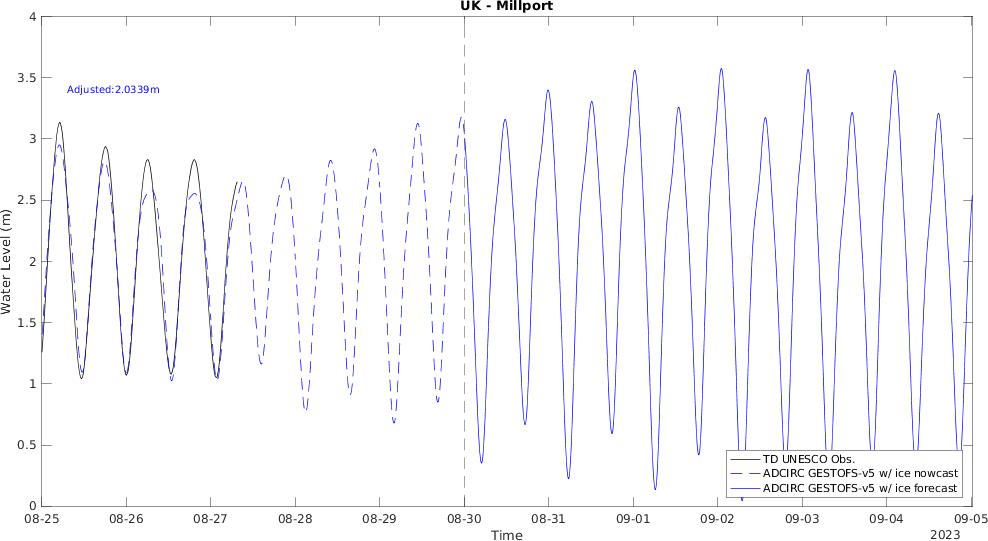 UK - Millport
4
3.5
3
2.5
2
1.5
1
0.5
0
Water Level (m)
Adjusted:2.0339m
TD UNESCO Obs.
ADCIRC GESTOFS-v5 w/ ice nowcast
ADCIRC GESTOFS-v5 w/ ice forecast
08-25 08-26 08-27 08-28 08-29 08-30 08-31 09-01 09-02 09-03 09-04 09-05
Time
2023